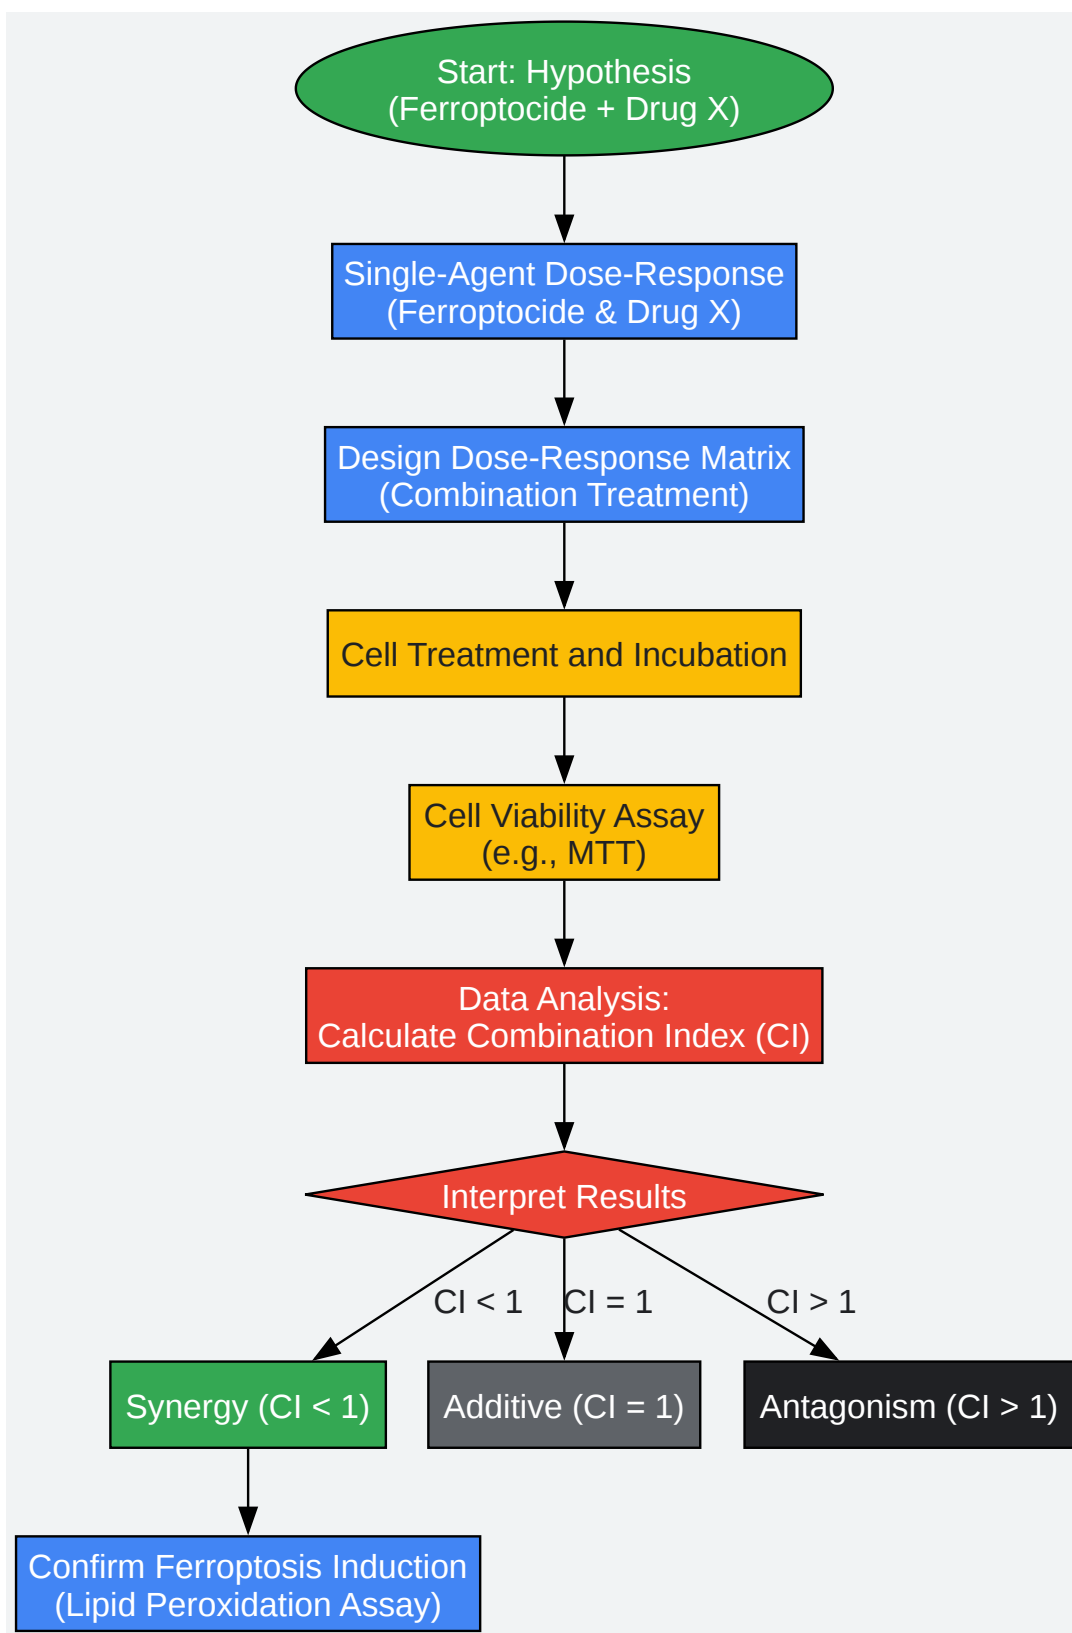 Start: Hypothesis
(Ferroptocide + Drug X)
Single-Agent Dose-Response
(Ferroptocide & Drug X)
Design Dose-Response Matrix
(Combination Treatment)
Cell Treatment and Incubation
Cell Viability Assay
(e.g., MTT)
Data Analysis:
Calculate Combination Index (CI)
Interpret Results
CI < 1
CI = 1
CI > 1
Synergy (CI < 1)
Additive (CI = 1)
Antagonism (CI > 1)
Confirm Ferroptosis Induction
(Lipid Peroxidation Assay)